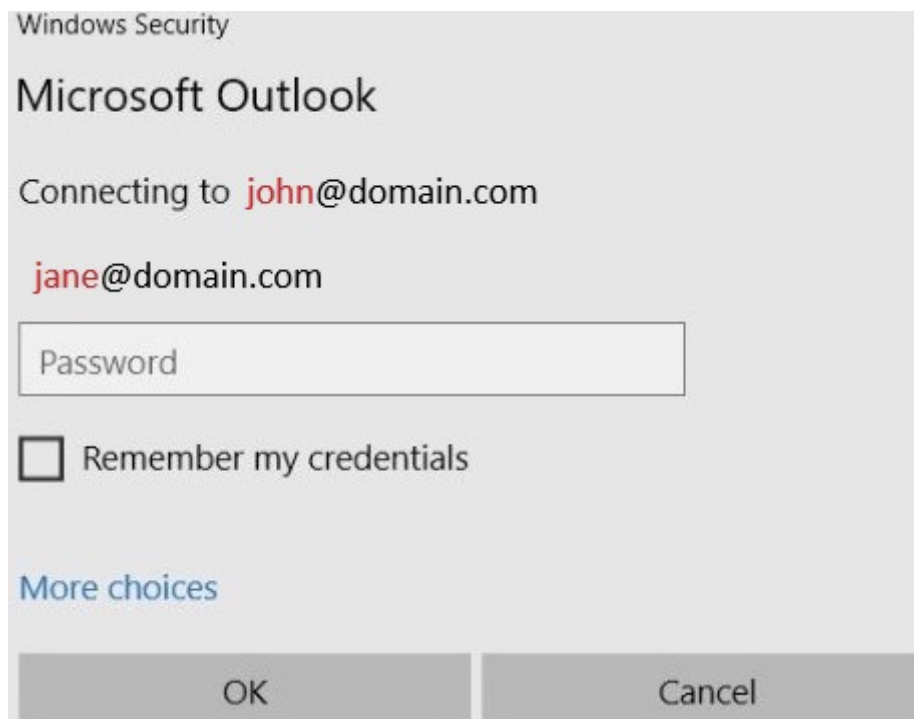 Windows Security
Microsoft Outlook
Connecting to john@domain.com
jane@domain.com
Password
Remember my credentials
More choices
OK
Cancel